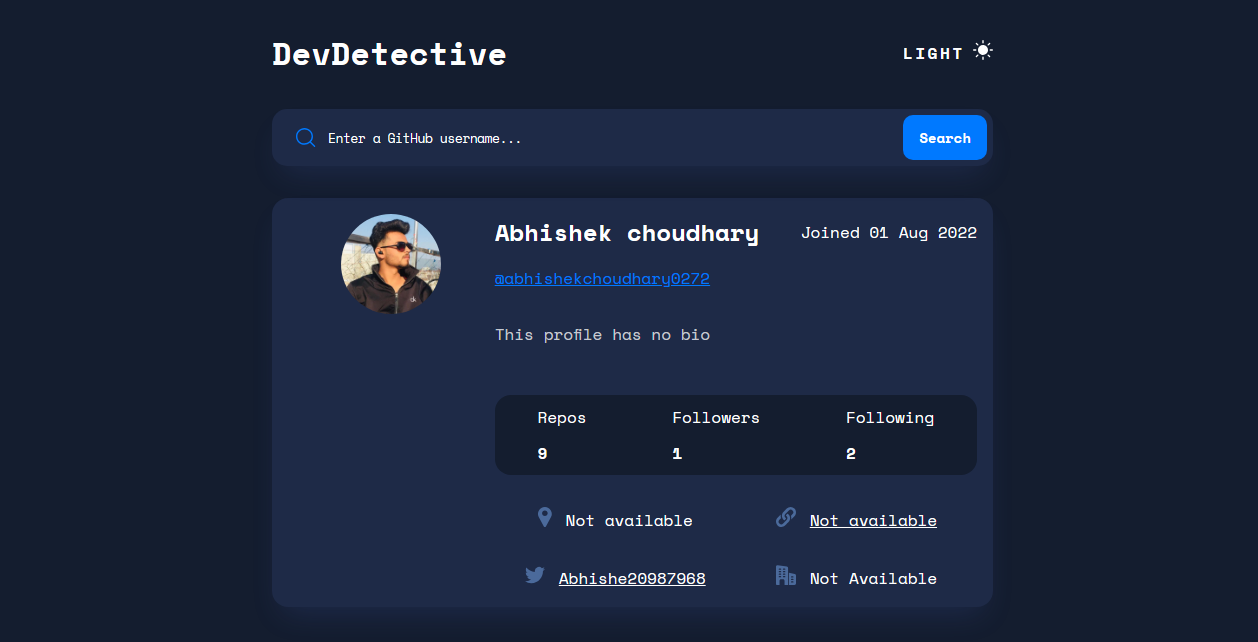 DevDetective
LIGHT
Enter a GitHub username...
Search
Abhishek choudhary
Joined 01 Aug 2022
@abhishekchoudhary0272
This profile has no bio
Repos Followers Following
9 1 2
Not available
Not available
Abhishe20987968
Not Available